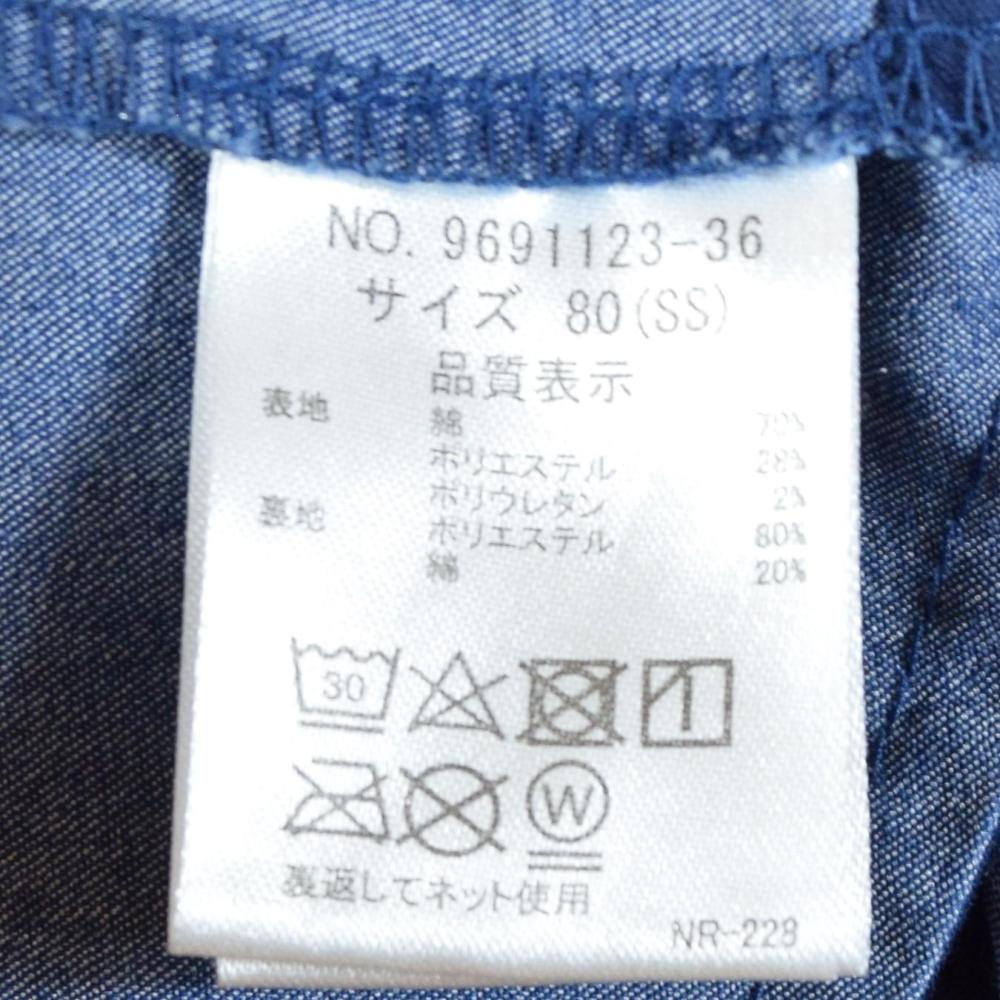 NO. 9691123-36
サイズ 80(SS)
品質表示
表地 綿 70%
ポリエステル 28%
ポリウレタン 2%
裏地 ポリエステル 80%
綿 20%
30
W
裏返してネット使用
NR-228